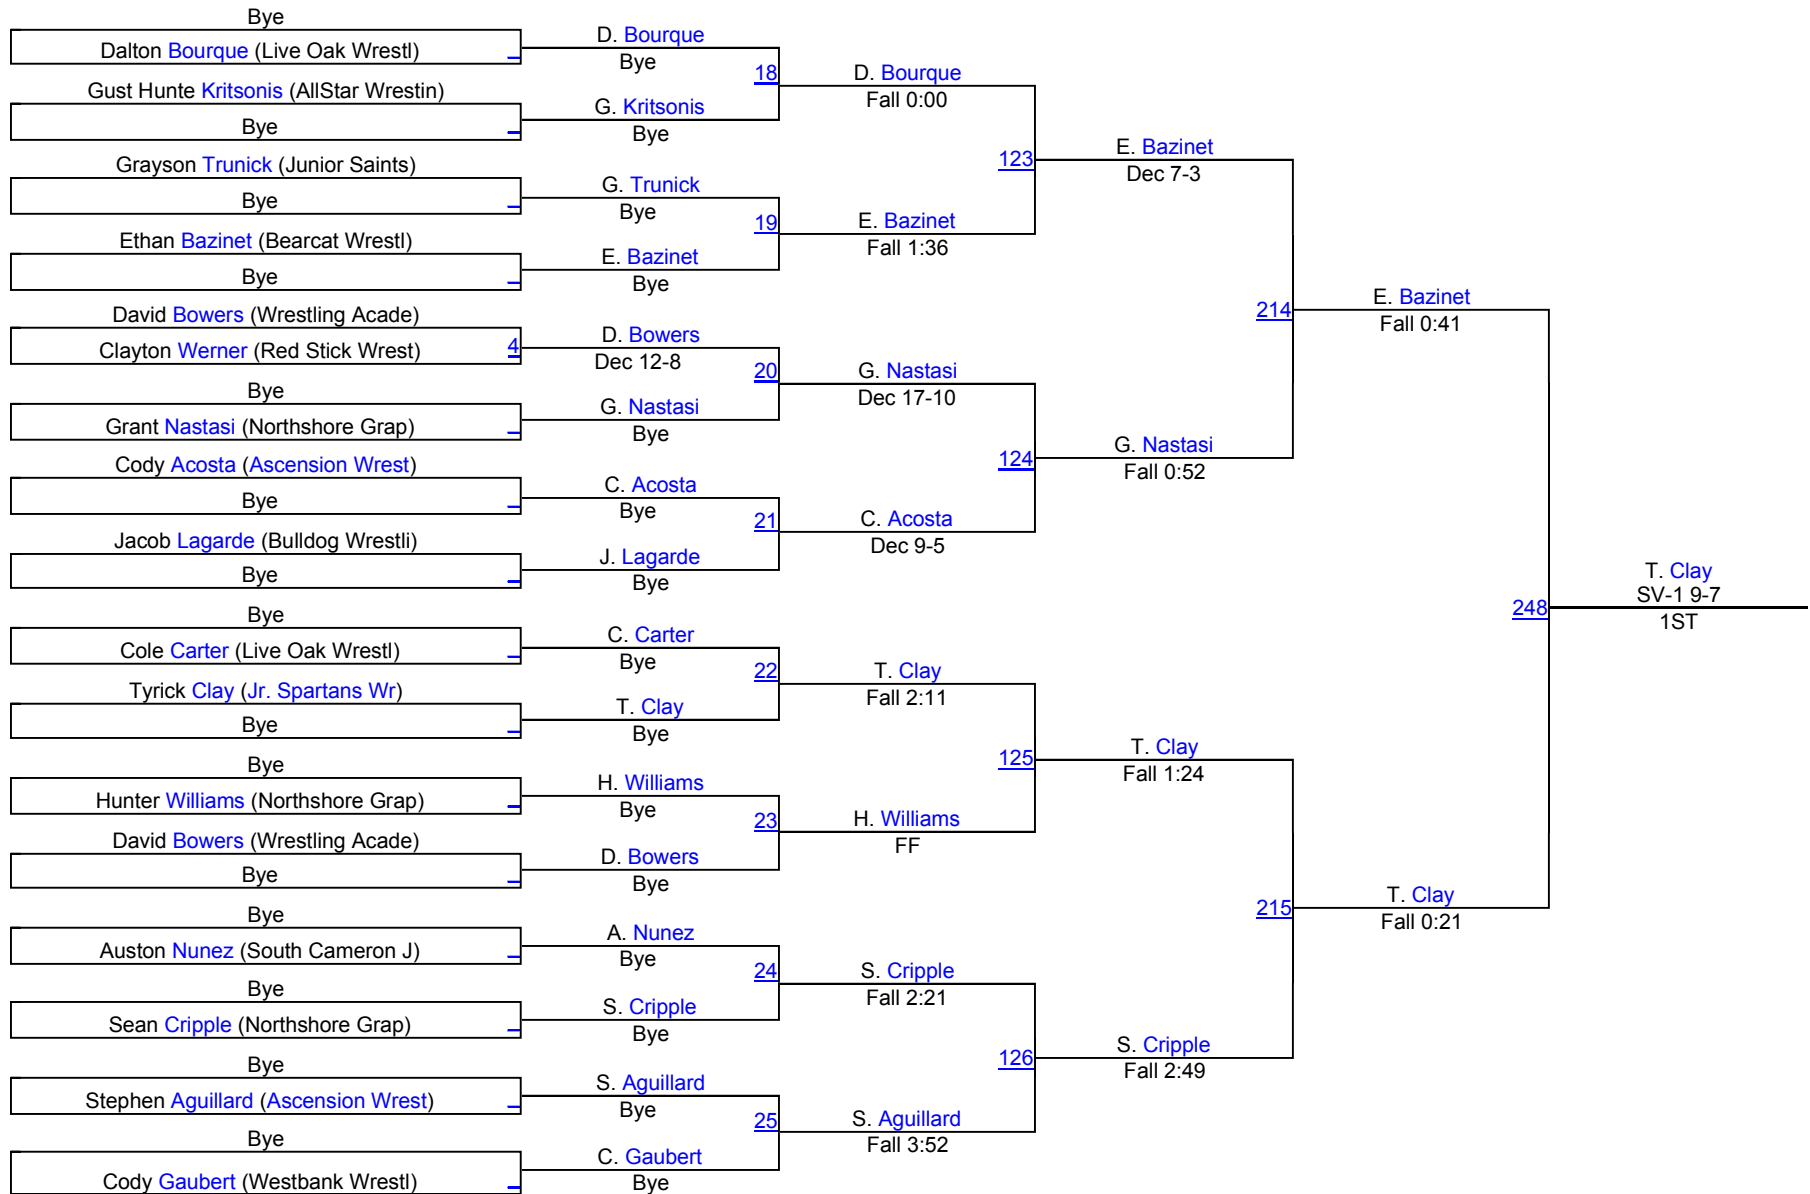 Bye
Dalton Bourque (Live Oak Wrestl)
Gust Hunte Kritsonis (AllStar Wrestin)
Bye
Grayson Trunick (Junior Saints)
Bye
Ethan Bazinet (Bearcat Wrestl)
Bye
David Bowers (Wrestling Acade)
Clayton Werner (Red Stick Wrest)
4
Bye
Grant Nastasi (Northshore Grap)
Cody Acosta (Ascension Wrest)
Bye
Jacob Lagarde (Bulldog Wrestli)
Bye
Bye
Cole Carter (Live Oak Wrestl)
Tyrick Clay (Jr. Spartans Wr)
Bye
Bye
Hunter Williams (Northshore Grap)
David Bowers (Wrestling Acade)
Bye
Bye
Auston Nunez (South Cameron J)
Bye
Sean Cripple (Northshore Grap)
Bye
Stephen Aguillard (Ascension Wrest)
Bye
Cody Gaubert (Westbank Wrestl)
D. Bourque
Bye
18
G. Kritsonis
Bye
G. Trunick
Bye
19
E. Bazinet
Bye
D. Bowers
Dec 12-8
20
G. Nastasi
Bye
C. Acosta
Bye
21
J. Lagarde
Bye
C. Carter
Bye
22
T. Clay
Bye
H. Williams
Bye
23
D. Bowers
Bye
A. Nunez
Bye
24
S. Cripple
Bye
S. Aguillard
Bye
25
C. Gaubert
Bye
D. Bourque
Fall 0:00
123
E. Bazinet
Fall 1:36
G. Nastasi
Dec 17-10
124
C. Acosta
Dec 9-5
T. Clay
Fall 2:11
125
H. Williams
FF
S. Cripple
Fall 2:21
126
S. Aguillard
Fall 3:52
E. Bazinet
Dec 7-3
214
G. Nastasi
Fall 0:52
T. Clay
Fall 1:24
215
S. Cripple
Fall 2:49
E. Bazinet
Fall 0:41
248
T. Clay
Fall 0:21
T. Clay
SV-1 9-7
1ST